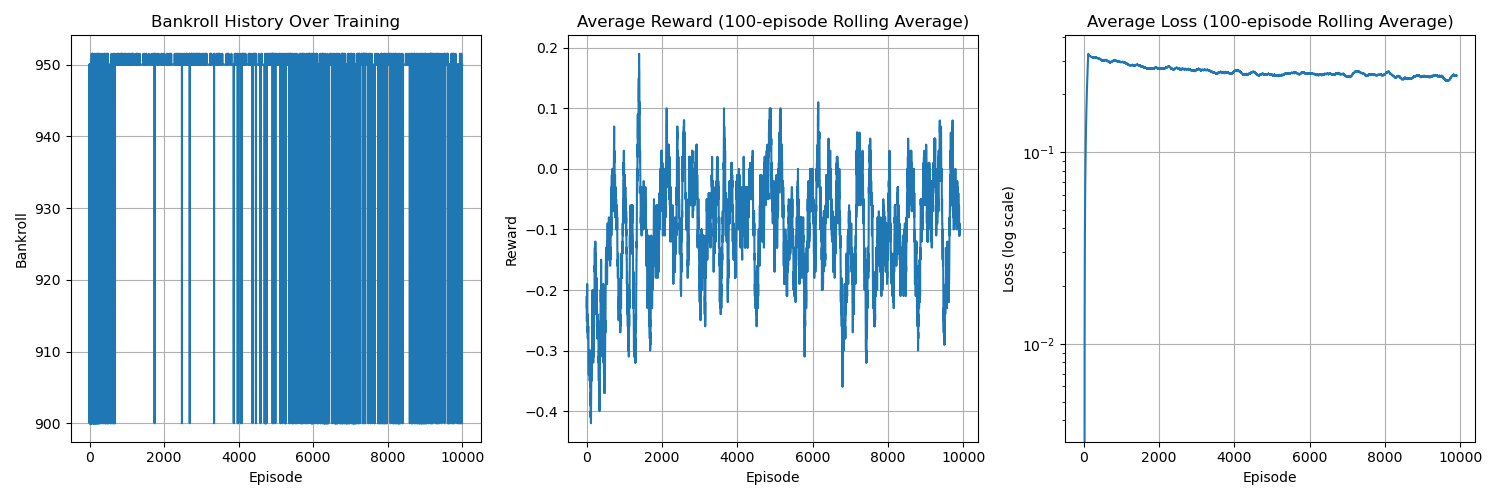 Bankroll History Over Training
Bankroll
950
940
930
920
910
900
0 2000 4000 6000 8000 10000
Episode
Average Reward (100-episode Rolling Average)
Reward
0.2
0.1
0.0
−0.1
−0.2
−0.3
−0.4
0 2000 4000 6000 8000 10000
Episode
Average Loss (100-episode Rolling Average)
Loss (log scale)
10⁻¹
10⁻²
0 2000 4000 6000 8000 10000
Episode